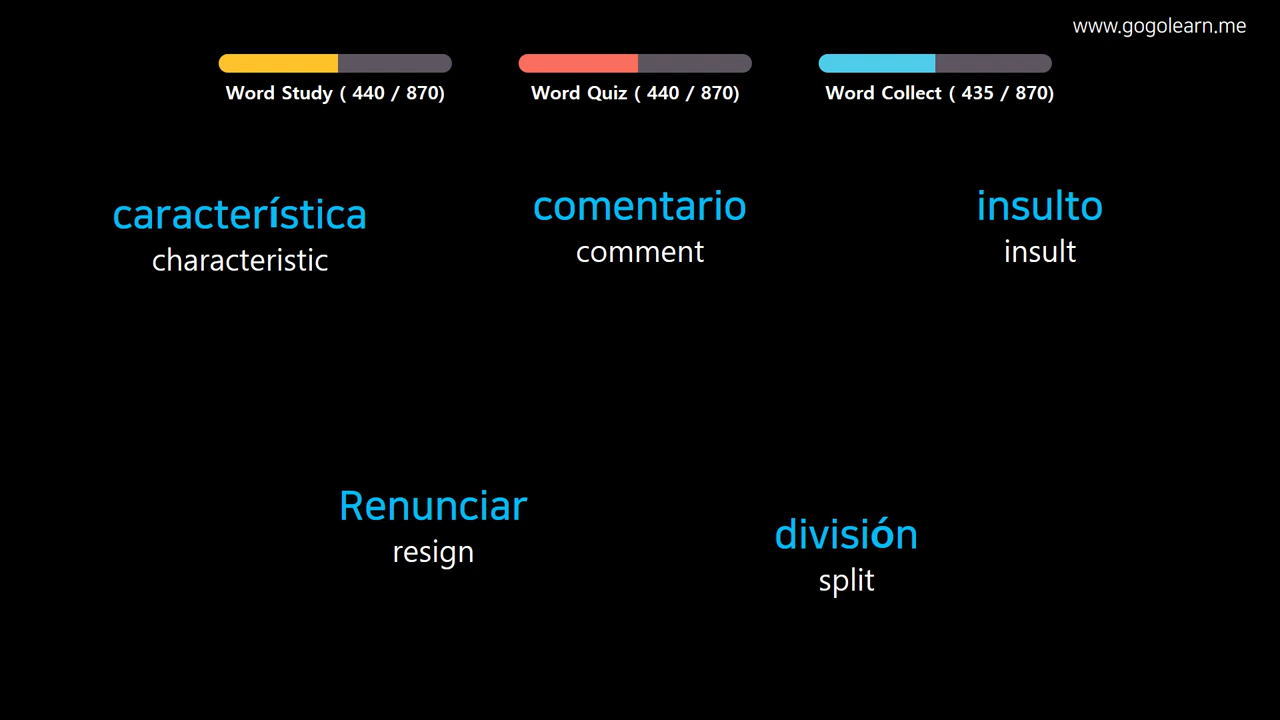 www.gogolearn.me
Word Study ( 440 / 870)
Word Quiz ( 440 / 870)
Word Collect ( 435 / 870)
característica
characteristic
comentario
comment
insulto
insult
Renunciar
resign
división
split